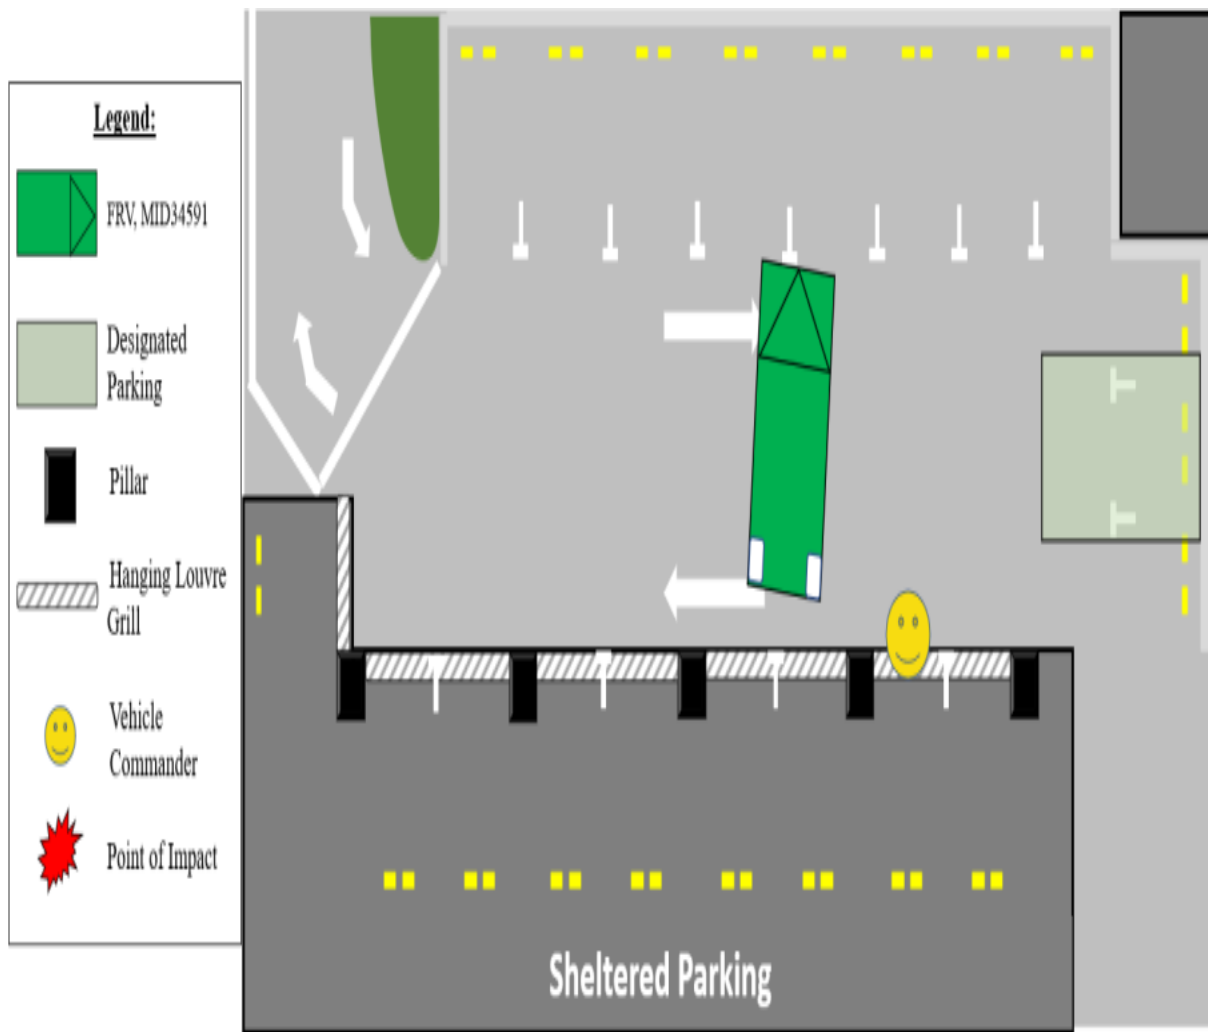 Legend:
FRV, MID34591
Designated
Parking
Pillar
Hanging Louvre
Grill
Vehicle
Commander
Point of Impact
Sheltered Parking